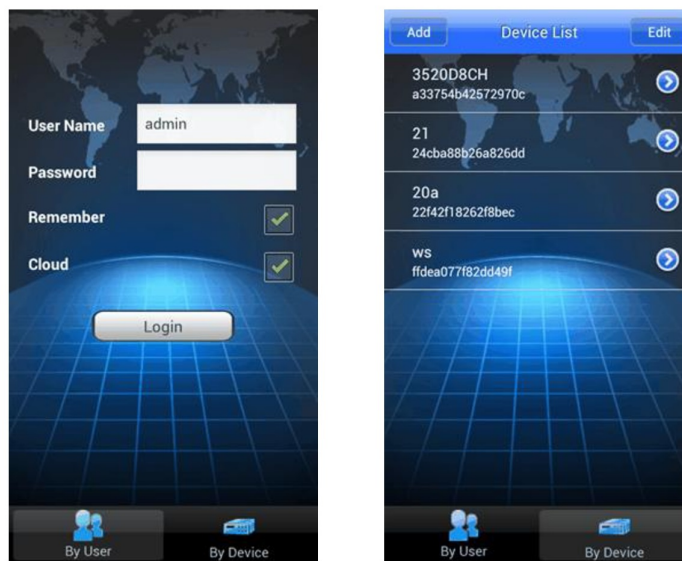 User Name
admin
Password
Remember
Cloud
Login
By User
By Device
Add
Device List
Edit
3520D8CH
a33754b42572970c
21
24cba88b26a826dd
20a
22f42f18262f8bec
ws
ffdea077f82dd49f
By User
By Device